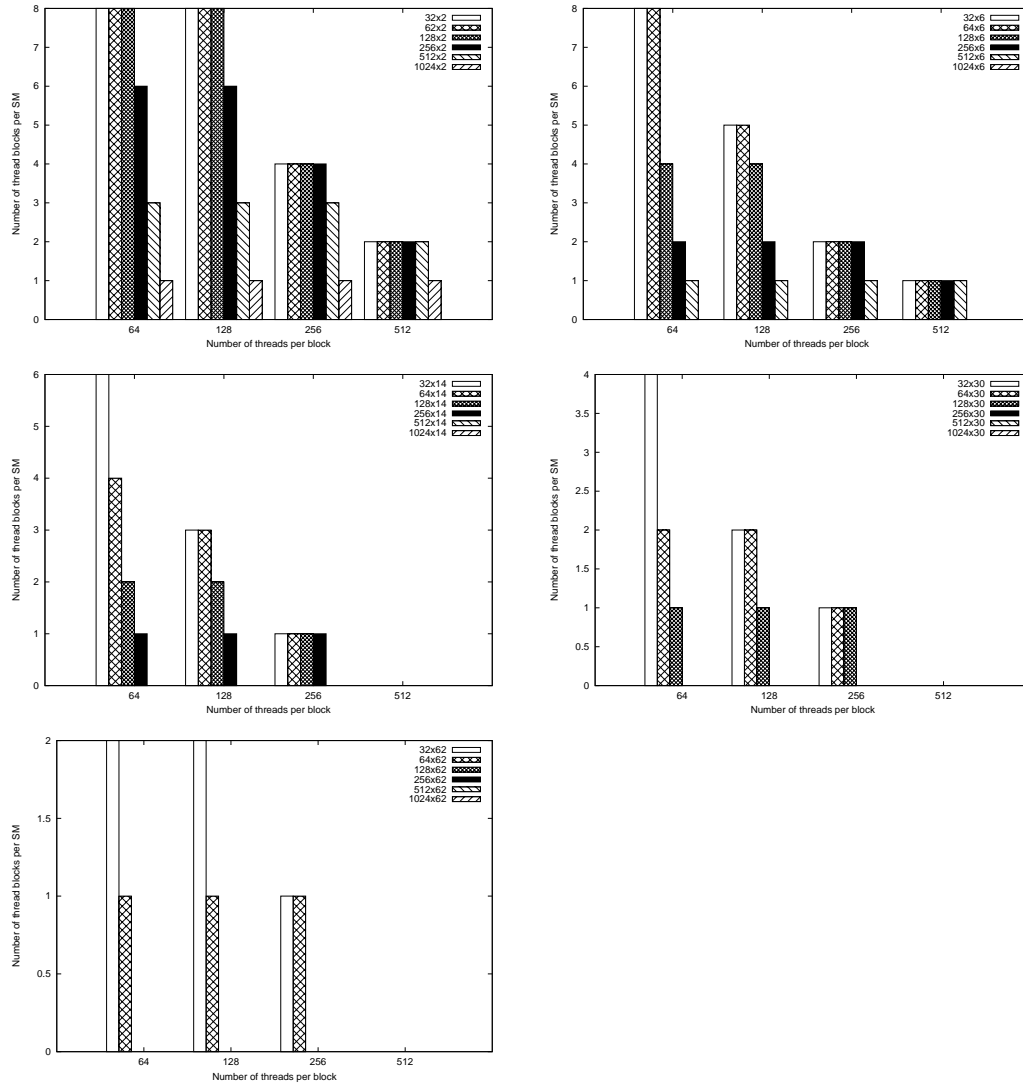 8
7
6
5
4
3
2
1
0
Number of thread blocks per SM
64
128
256
512
Number of threads per block
32x2
62x2
128x2
256x2
512x2
1024x2
8
7
6
5
4
3
2
1
0
Number of thread blocks per SM
64
128
256
512
Number of threads per block
32x6
64x6
128x6
256x6
512x6
1024x6
6
5
4
3
2
1
0
Number of thread blocks per SM
64
128
256
512
Number of threads per block
32x14
64x14
128x14
256x14
512x14
1024x14
4
3.5
3
2.5
2
1.5
1
0.5
0
Number of thread blocks per SM
64
128
256
512
Number of threads per block
32x30
64x30
128x30
256x30
512x30
1024x30
2
1.5
1
0.5
0
Number of thread blocks per SM
64
128
256
512
Number of threads per block
32x62
64x62
128x62
256x62
512x62
1024x62